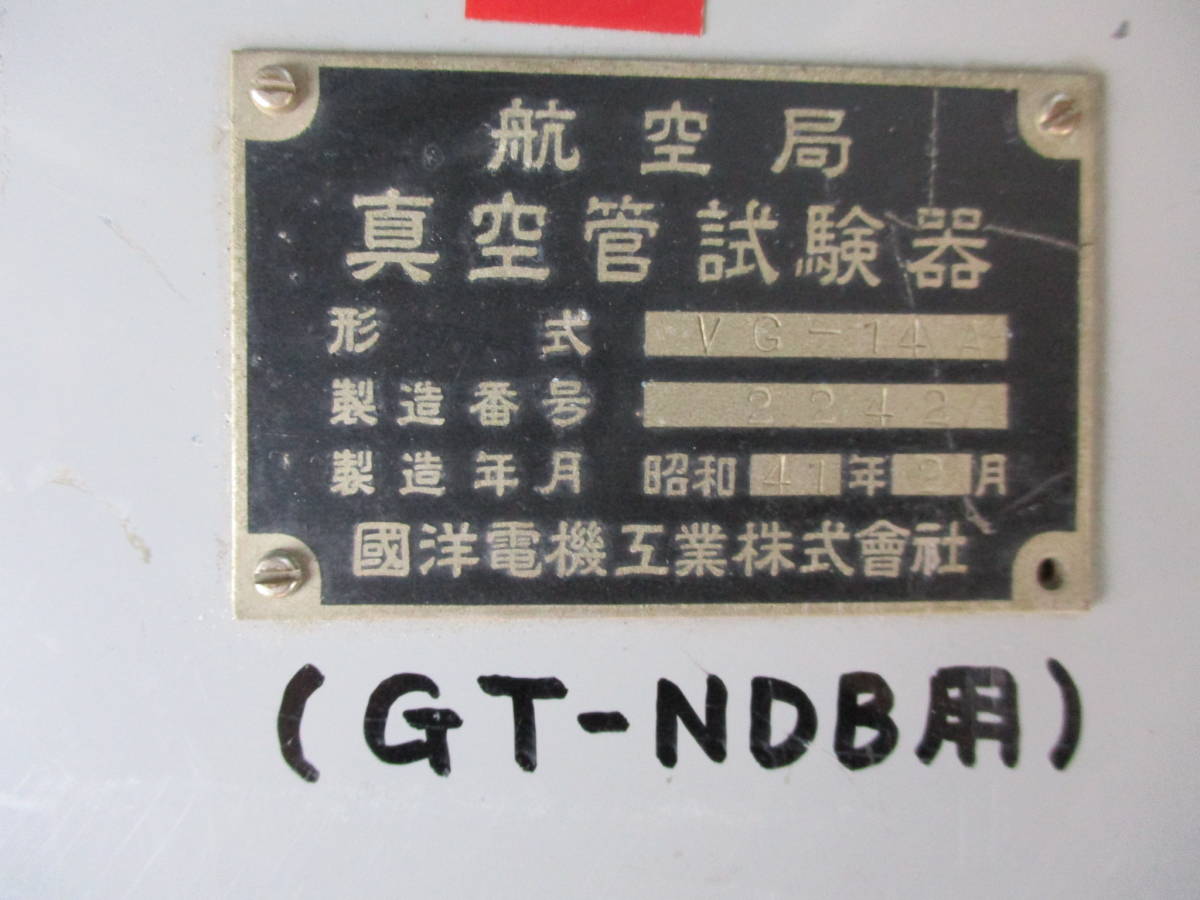 航空局
真空管試験器
形式 VG-14A
製造番号 2242
製造年月 昭和41年2月
國洋電機工業株式會社
(GT-NDB用)